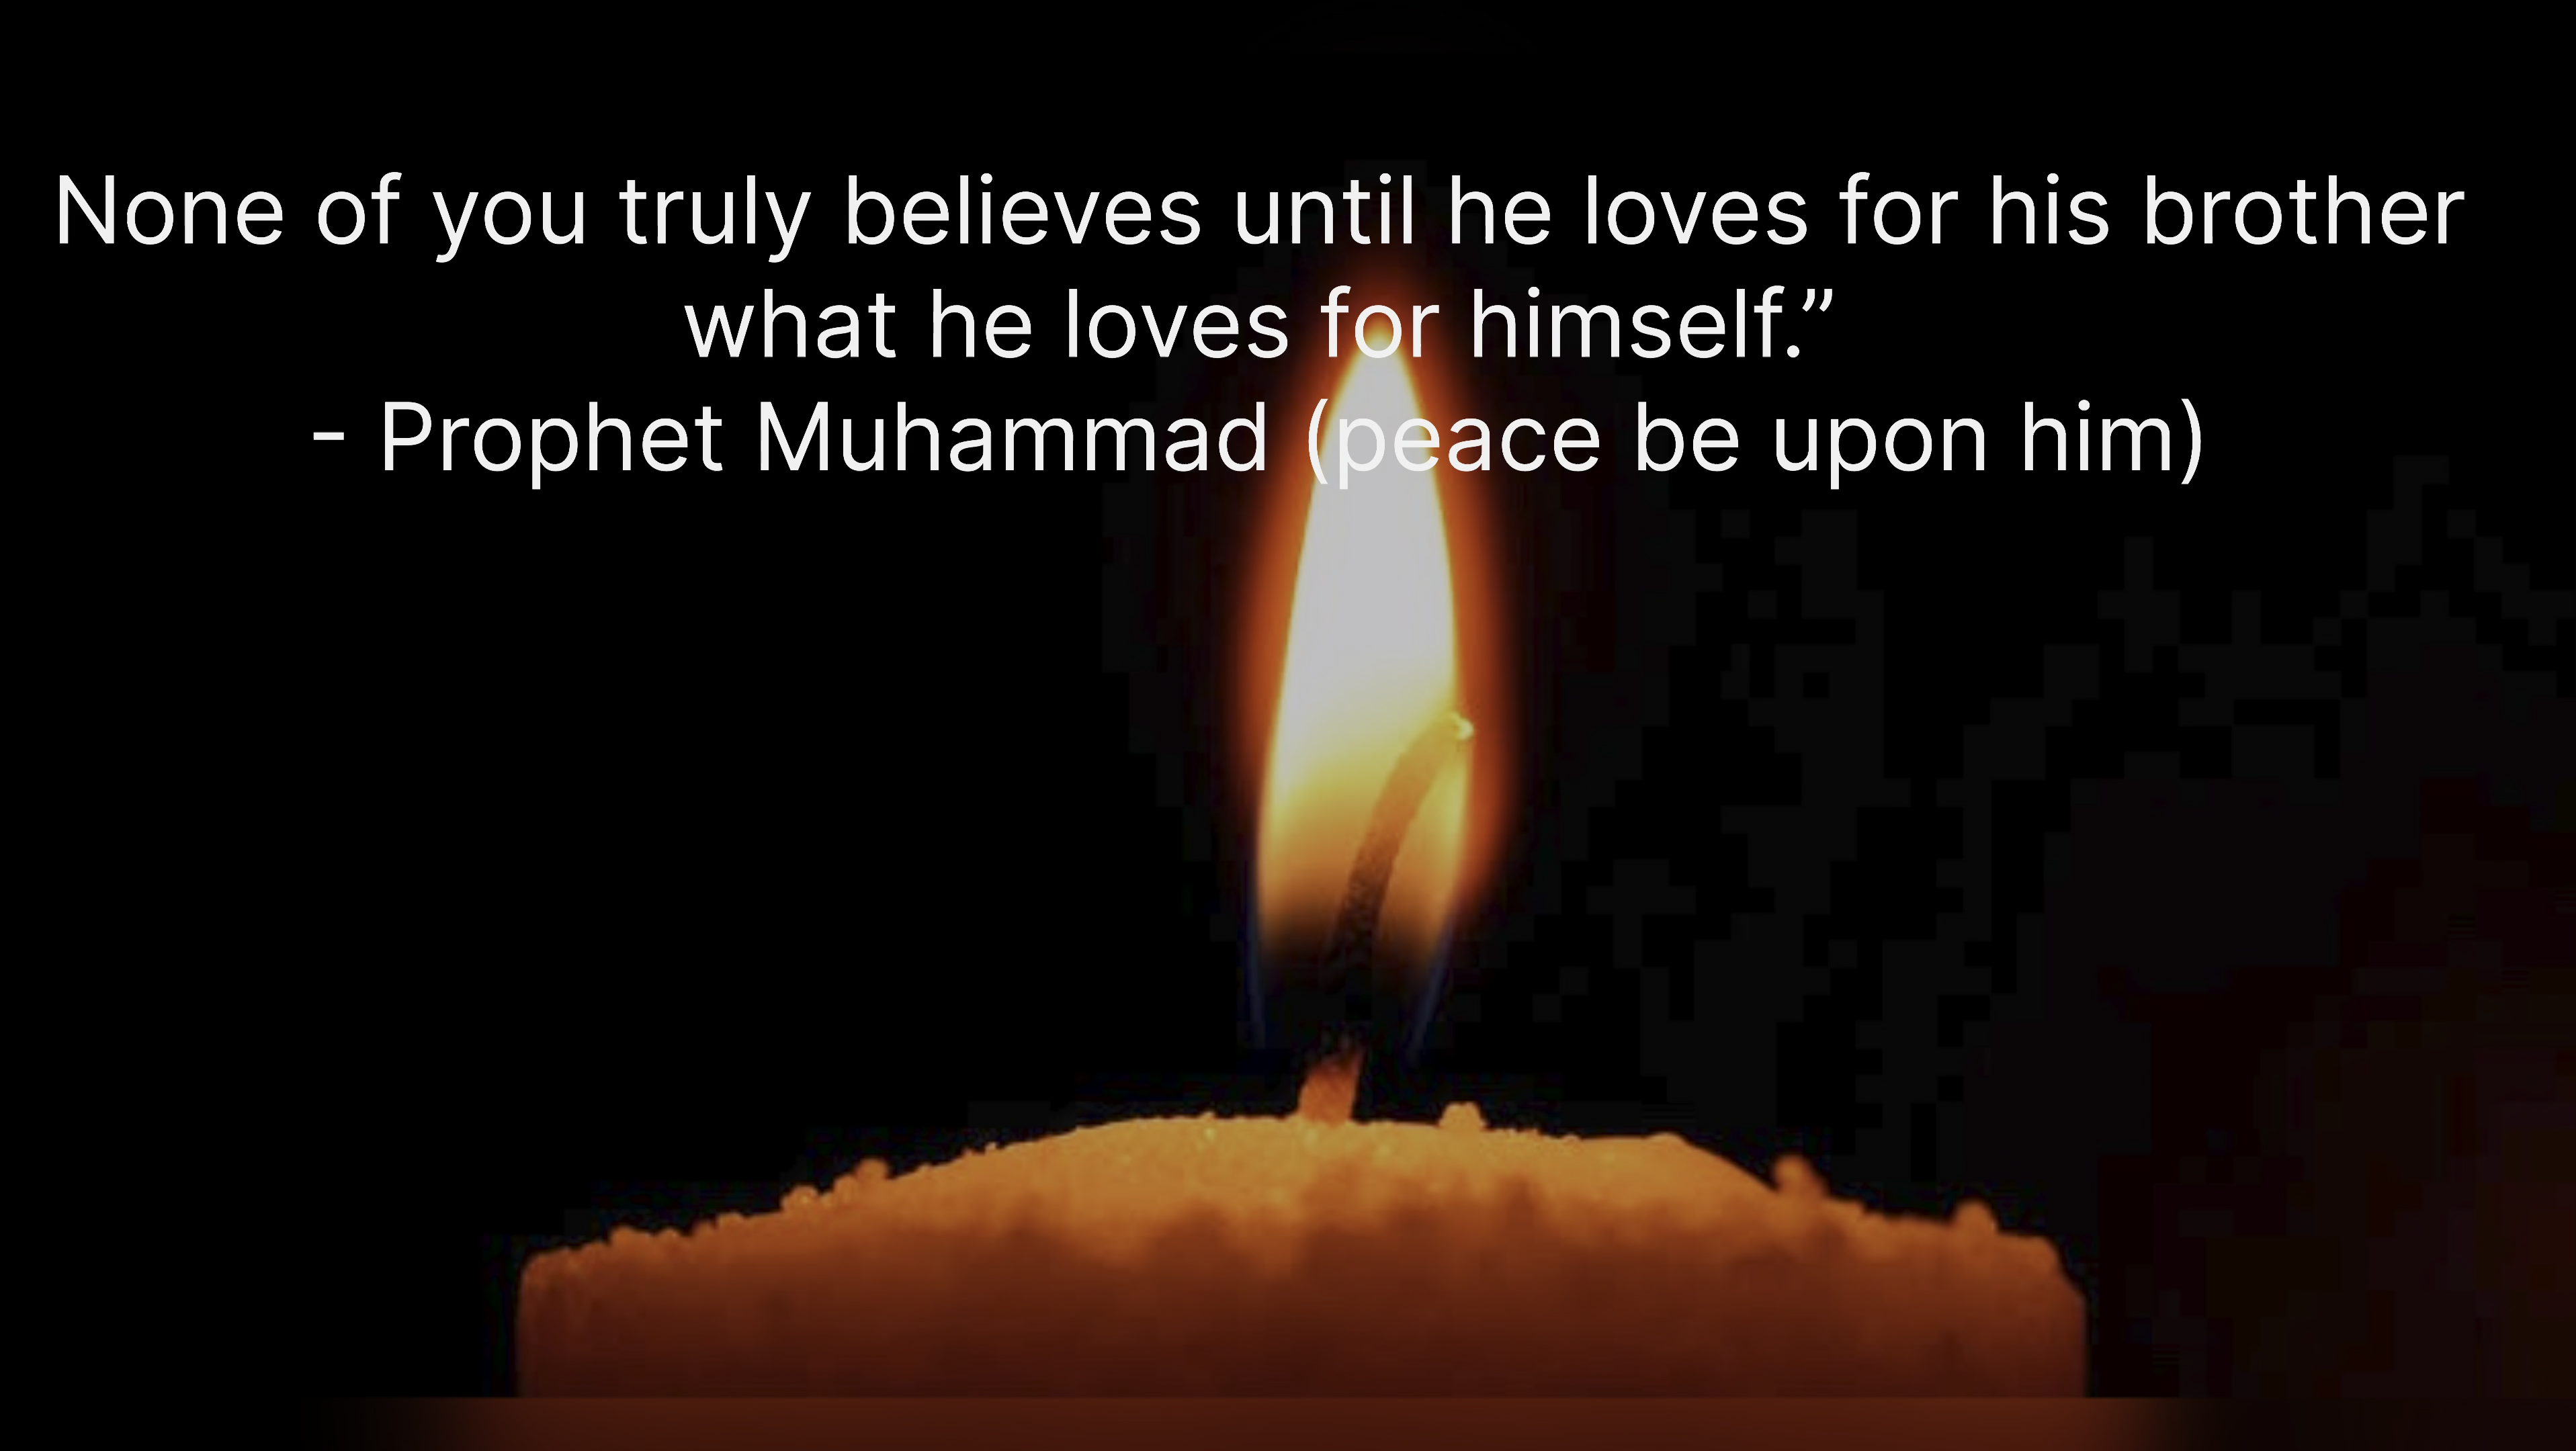 None of you truly believes until he loves for his brother
what he loves for himself.”
- Prophet Muhammad (peace be upon him)